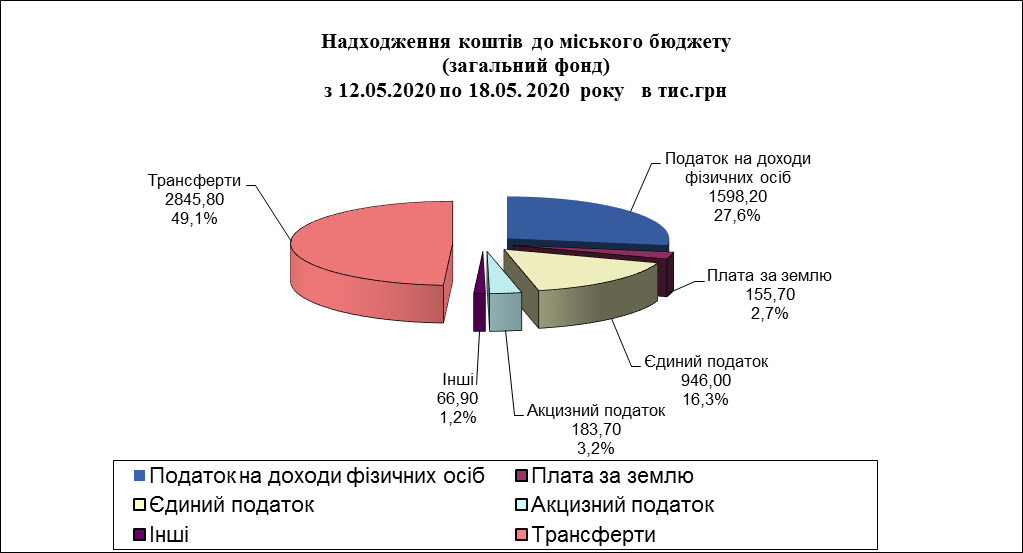 Надходження коштів до міського бюджету
(загальний фонд)
з 12.05.2020 по 18.05. 2020 року в тис.грн
Трансферти
2845,80
49,1%
Податок на доходи
фізичних осіб
1598,20
27,6%
Плата за землю
155,70
2,7%
Єдиний податок
946,00
16,3%
Інші
66,90
1,2%
Акцизний податок
183,70
3,2%
Податок на доходи фізичних осіб
Плата за землю
Єдиний податок
Акцизний податок
Інші
Трансферти